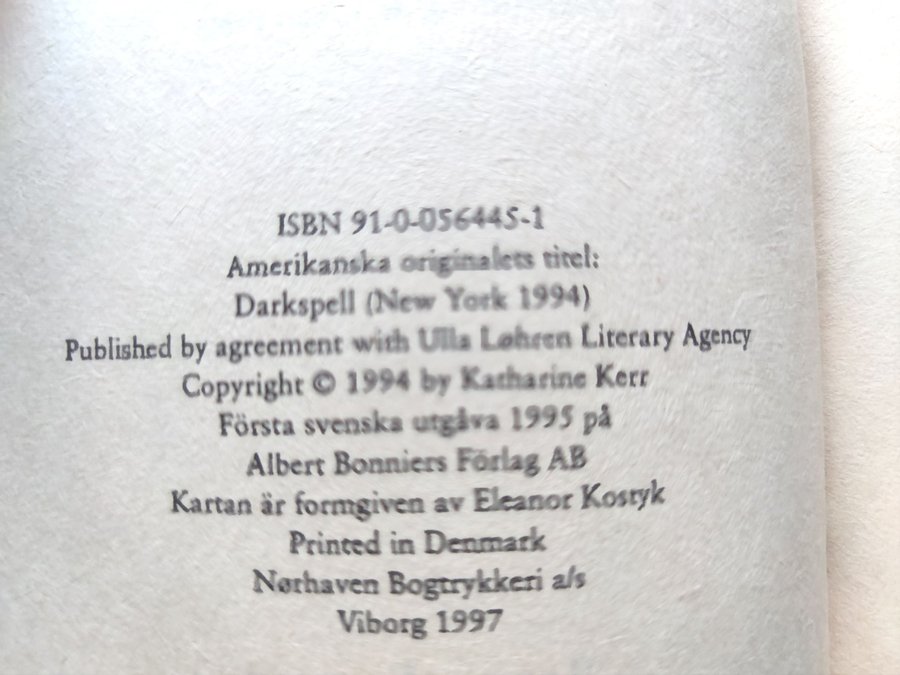 ISBN 91-0-056445-1
Amerikanska originalets titel:
Darkspell (New York 1994)
Published by agreement with Ulla Løhren Literary Agency
Copyright © 1994 by Katharine Kerr
Första svenska utgåva 1995 på
Albert Bonniers Förlag AB
Kartan är formgiven av Eleanor Kostyk
Printed in Denmark
Nørhaven Bogtrykkeri a/s
Viborg 1997